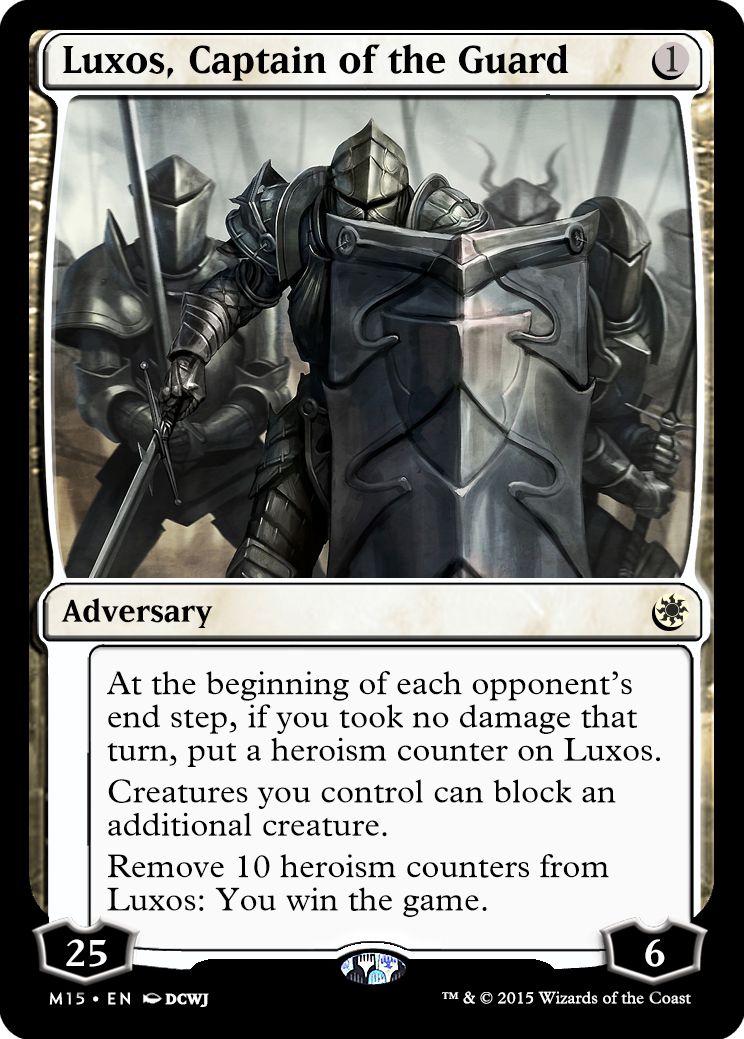 Luxos, Captain of the Guard 1
Adversary
At the beginning of each opponent's
end step, if you took no damage that
turn, put a heroism counter on Luxos.
Creatures you control can block an
additional creature.
Remove 10 heroism counters from
Luxos: You win the game.
25 6
M15 • EN DCWJ ™ & © 2015 Wizards of the Coast